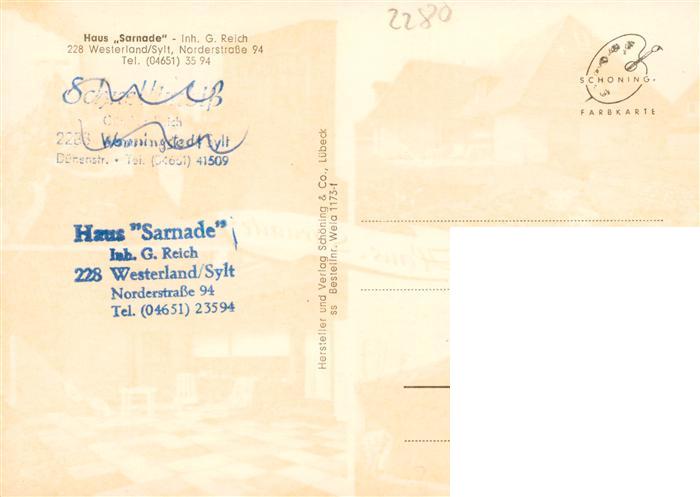 2280
Haus „Sarnade" - Inh. G. Reich
228 Westerland/Sylt, Norderstraße 94
Tel. (04651) 35 94
Reich
Wenningstedt/Sylt
Dünenstr. • Tel. (04651) 41509
Haus "Sarnade"
Inh. G. Reich
228 Westerland/Sylt
Norderstraße 94
Tel. (04651) 23594
Hersteller und Verlag Schöning & Co., Lübeck
ss Bestellnr. Wela 1173-f
SCHÖNING
FARBKARTE